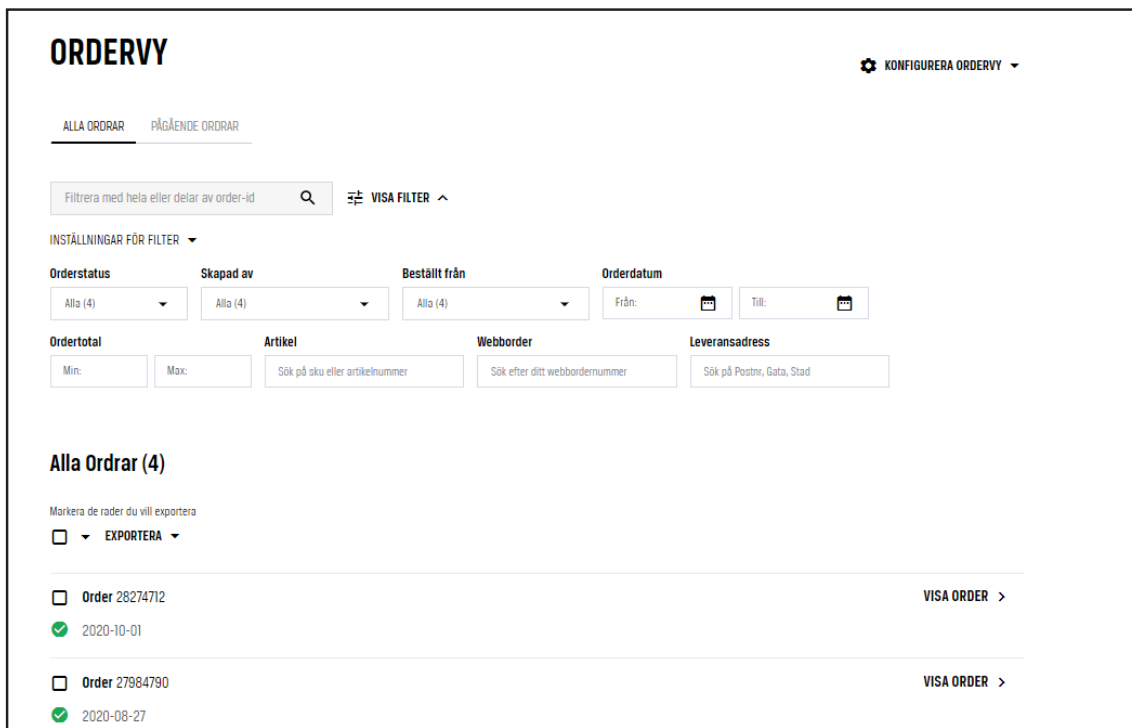 ORDERVY
KONFIGURERA ORDERVY
ALLA ORDRAR PÅGÅENDE ORDRAR
Filtrera med hela eller delar av order-id VISA FILTER
INSTÄLLNINGAR FÖR FILTER
Orderstatus Skapad av Beställt från Orderdatum
Alla (4) Alla (4) Alla (4) Från: Till:
Ordertotal Artikel Webborder Leveransadress
Min: Max: Sök på sku eller artikelnummer Sök efter ditt webbordernummer Sök på Postnr, Gata, Stad
Alla Ordrar (4)
Markera de rader du vill exportera
EXPORTERA
Order 28274712 VISA ORDER
2020-10-01
Order 27984790 VISA ORDER
2020-08-27